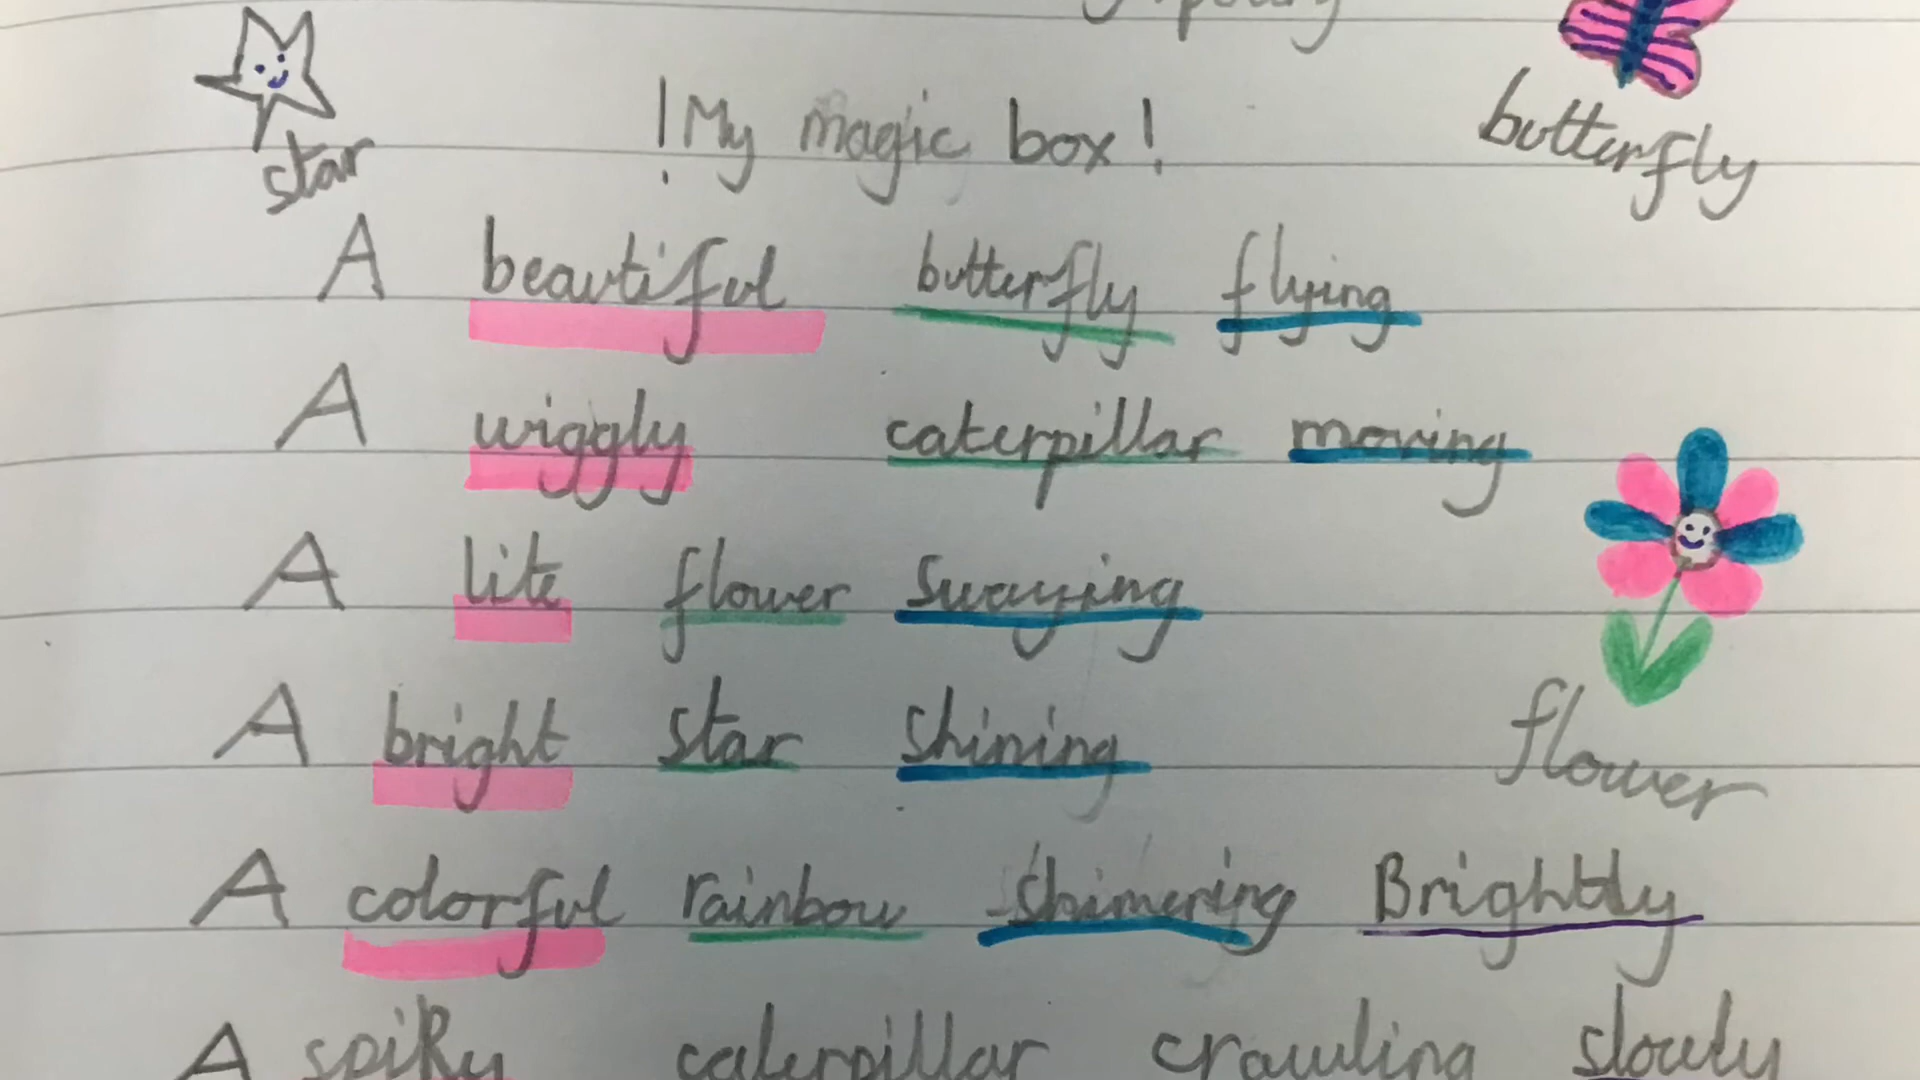 star
!My magic box!
butterfly
A beautiful butterfly flying
A wiggly caterpillar moving
A lite flower swaying
A bright star shining
flower
A colorful rainbow shimering Brightly
A spiky caterpillar crawling slowly